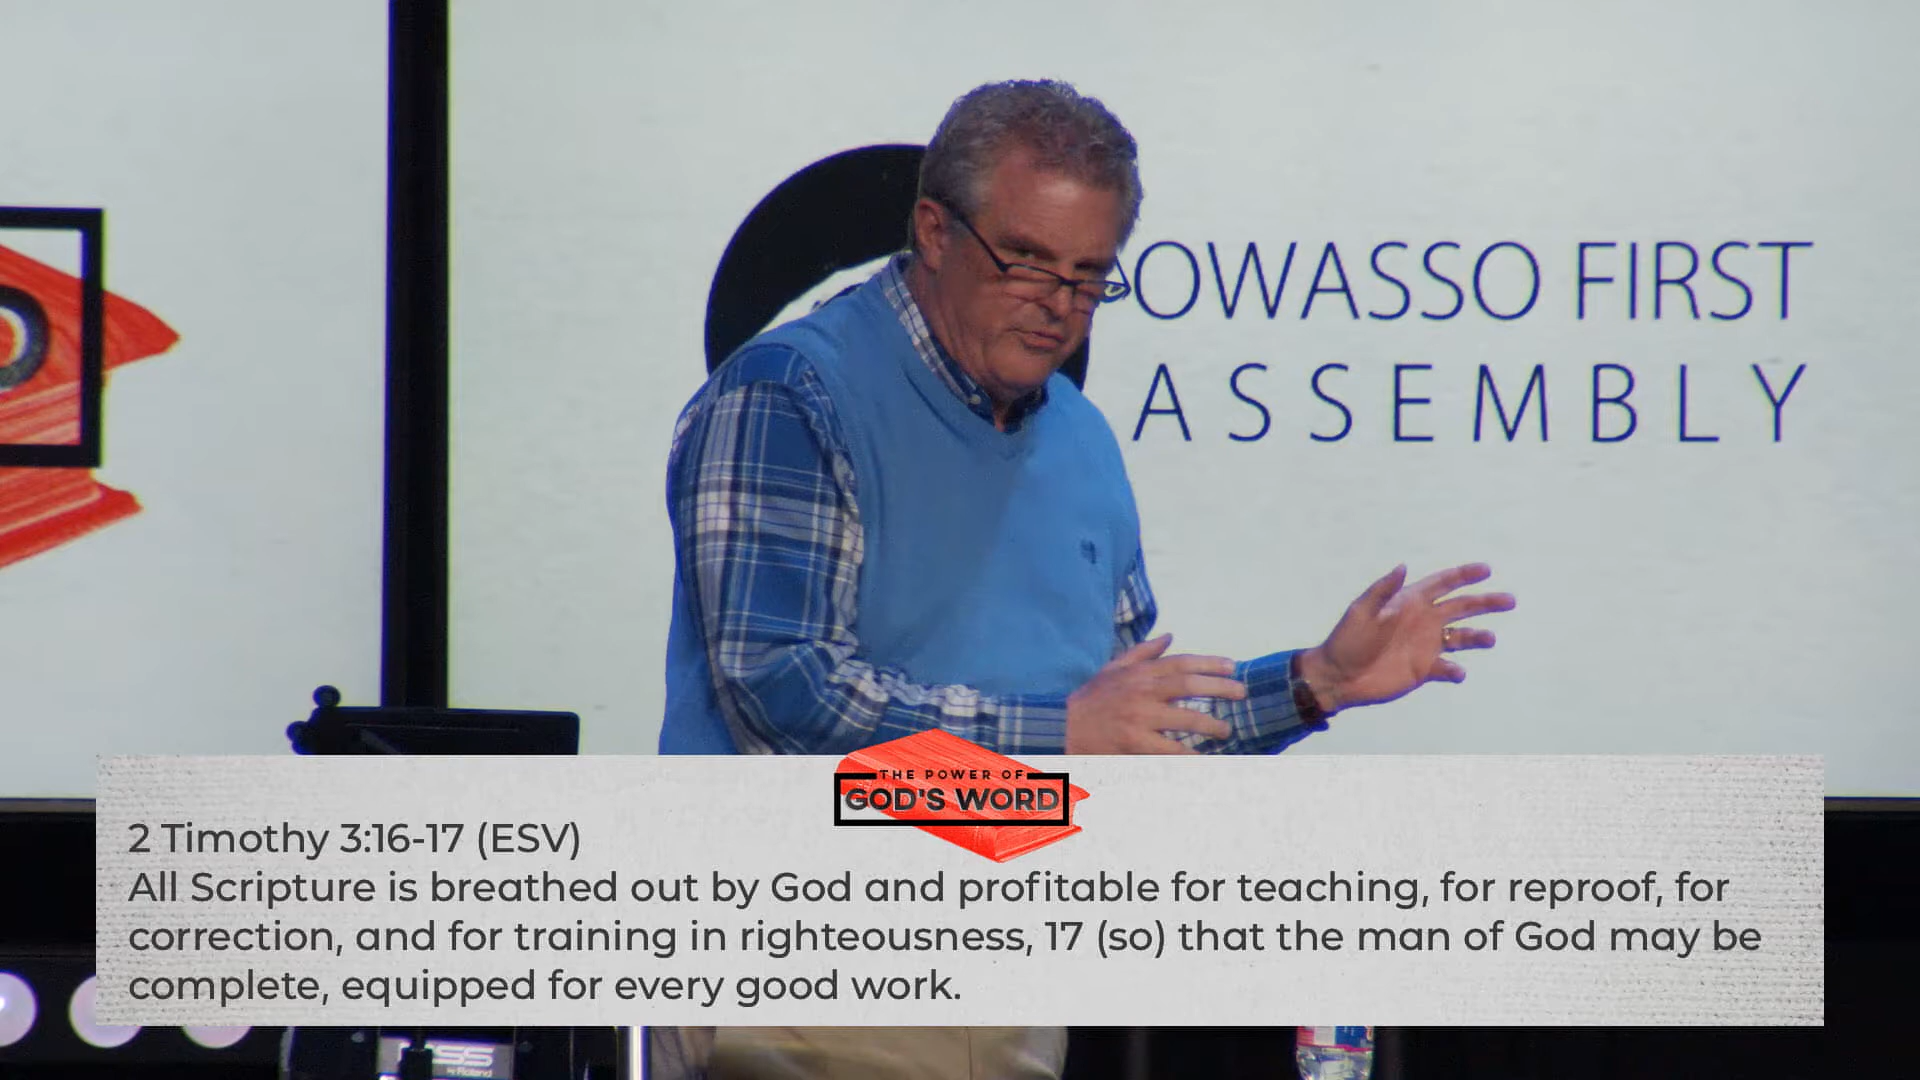 OWASSO FIRST
ASSEMBLY
THE POWER OF
GOD'S WORD
2 Timothy 3:16-17 (ESV)
All Scripture is breathed out by God and profitable for teaching, for reproof, for
correction, and for training in righteousness, 17 (so) that the man of God may be
complete, equipped for every good work.
by Roland